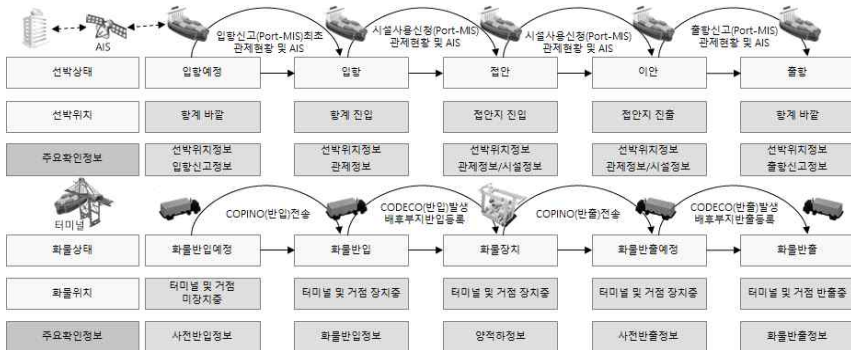 AIS
입항신고(Port-MIS)최초
관제현황 및 AIS
시설사용신청(Port-MIS)
관제현황 및 AIS
시설사용신청(Port-MIS)
관제현황 및 AIS
출항신고(Port-MIS)
관제현황 및 AIS
선박상태
입항예정
입항
접안
이안
출항
선박위치
항계 바깥
항계 진입
접안지 진입
접안지 진출
항계 바깥
주요확인정보
선박위치정보
입항신고정보
선박위치정보
관제정보
선박위치정보
관제정보/시설정보
선박위치정보
관제정보/시설정보
선박위치정보
출항신고정보
터미널
COPINO(반입)전송
CODECO(반입)발생
배후부지반입등록
COPINO(반출)전송
CODECO(반출)발생
배후부지반출등록
화물상태
화물반입예정
화물반입
화물장치
화물반출예정
화물반출
화물위치
터미널 및 거점
미장치중
터미널 및 거점 장치중
터미널 및 거점 장치중
터미널 및 거점 장치중
터미널 및 거점 반출중
주요확인정보
사전반입정보
화물반입정보
양적하정보
사전반출정보
화물반출정보